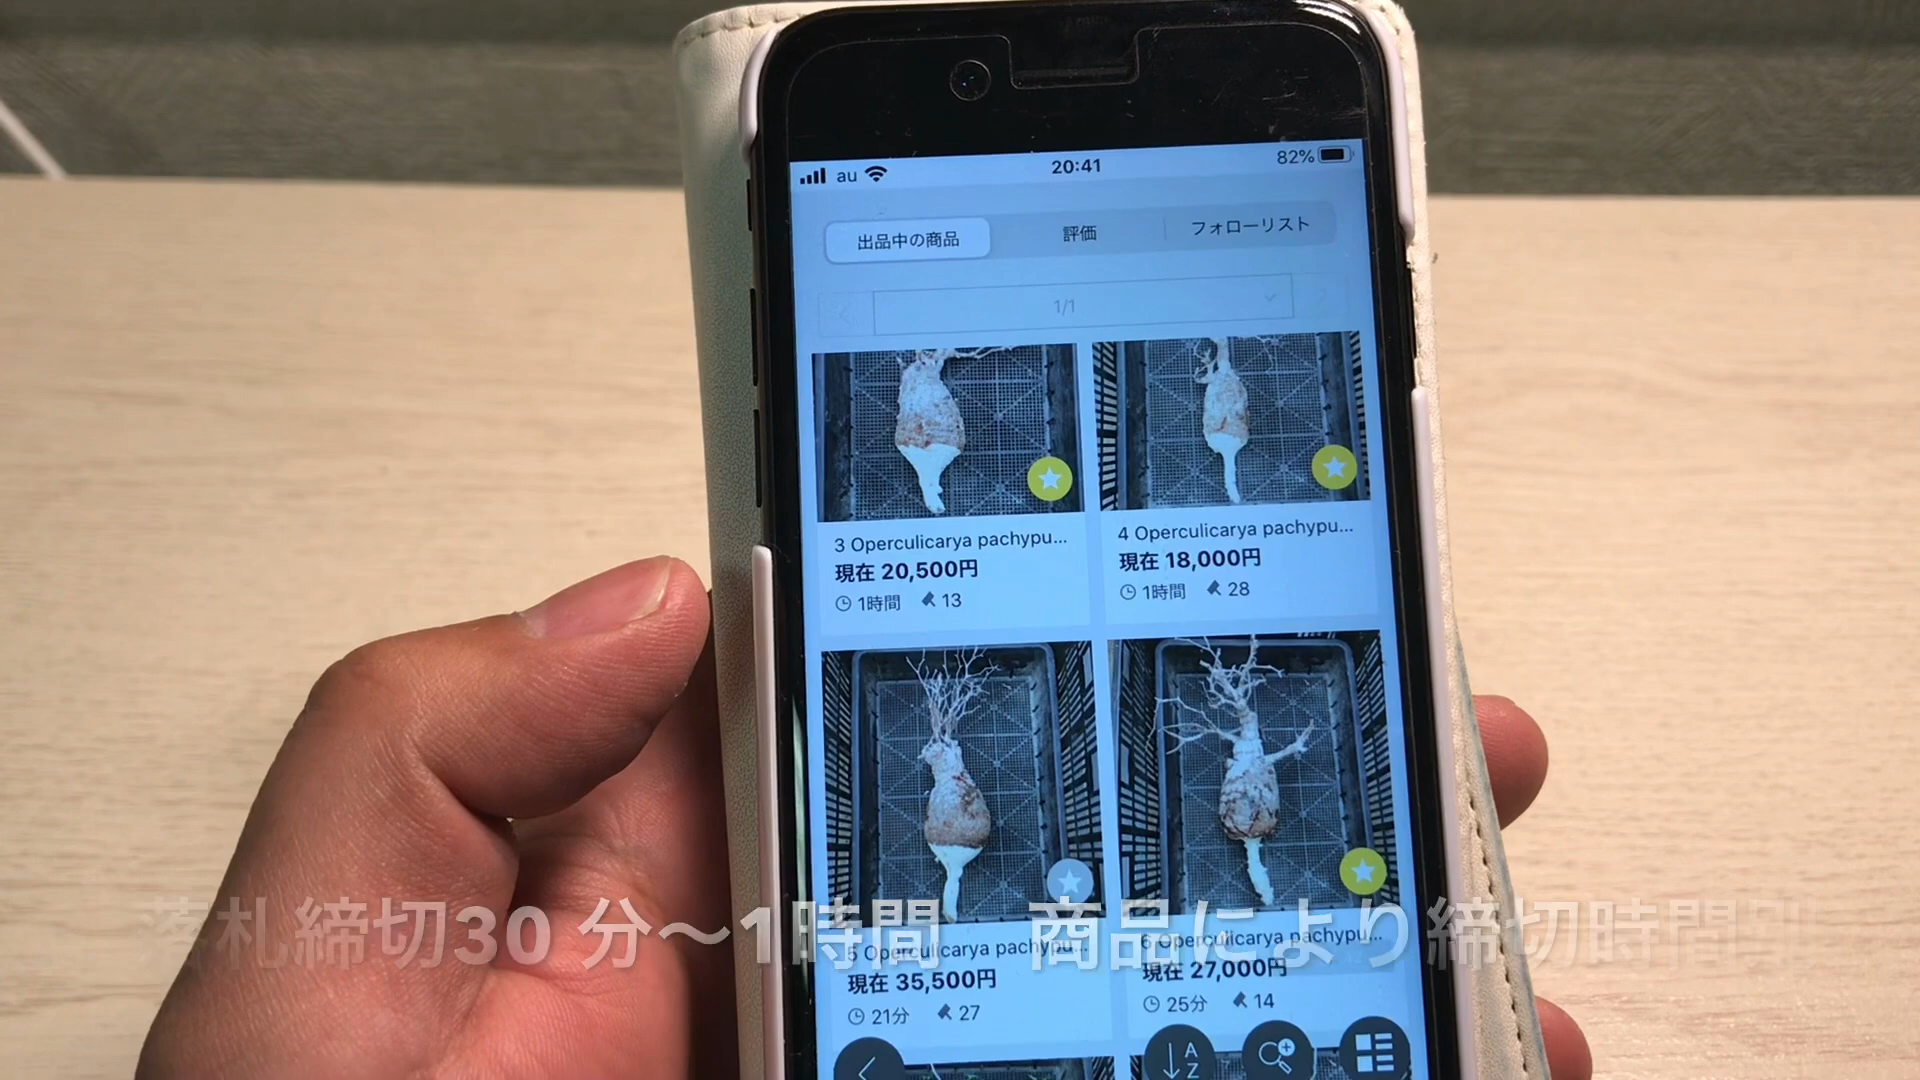 au 20:41 82%
出品中の商品 評価 フォローリスト
1/1
3 Operculicarya pachypu...
現在 20,500円
1時間 13
4 Operculicarya pachypu...
現在 18,000円
1時間 28
5 Operculicarya pachypu...
現在 35,500円
21分 27
6 Operculicarya pachypu...
現在 27,000円
25分 14
A
Z
落札締切30 分～1時間 商品により締切時間